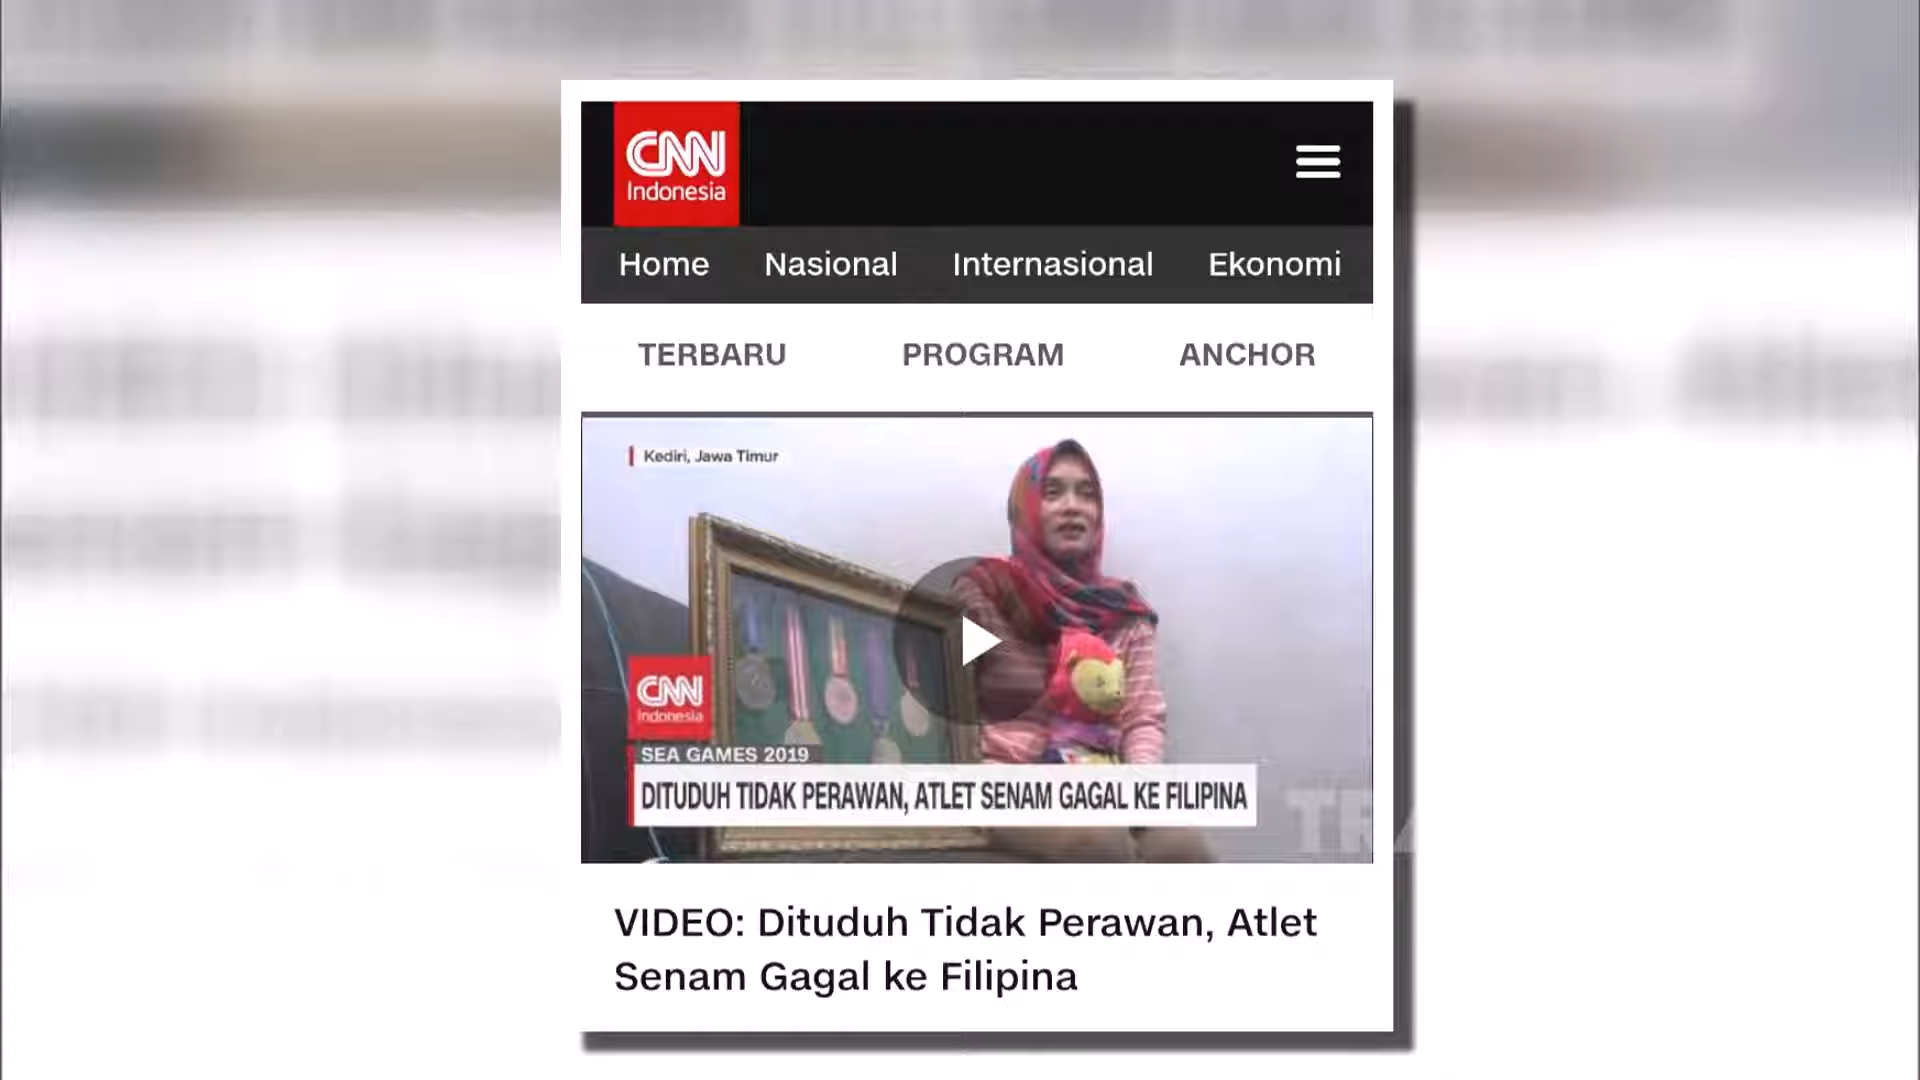 CNN
Indonesia
Home Nasional Internasional Ekonomi
TERBARU PROGRAM ANCHOR
Kediri, Jawa Timur
CNN
Indonesia
SEA GAMES 2019
DITUDUH TIDAK PERAWAN, ATLET SENAM GAGAL KE FILIPINA
VIDEO: Dituduh Tidak Perawan, Atlet
Senam Gagal ke Filipina